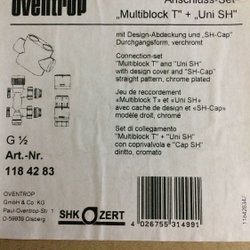 oventrop
Anschluss-Set
„Multiblock T" + „Uni SH"
mit Design-Abdeckung und „SH-Cap"
Durchgangsform, verchromt
Connection-set
"Multiblock T" and "Uni SH"
with design cover and "SH-Cap"
straight pattern, chrome plated
Jeu de raccordement
«Multiblock T» et «Uni SH»
avec cache de design et «SH-Cap»
modèle droit, chromé
Set di collegamento
"Multiblock T" + "Uni SH"
con coprivalvola e "Cap SH"
diritto, cromato
G ½
Art.-Nr.
118 42 83
OVENTROP
GmbH & Co. KG
Paul-Oventrop-Str. 1
D-59939 Olsberg
SHK ZERT
4 026755 314991
118428382